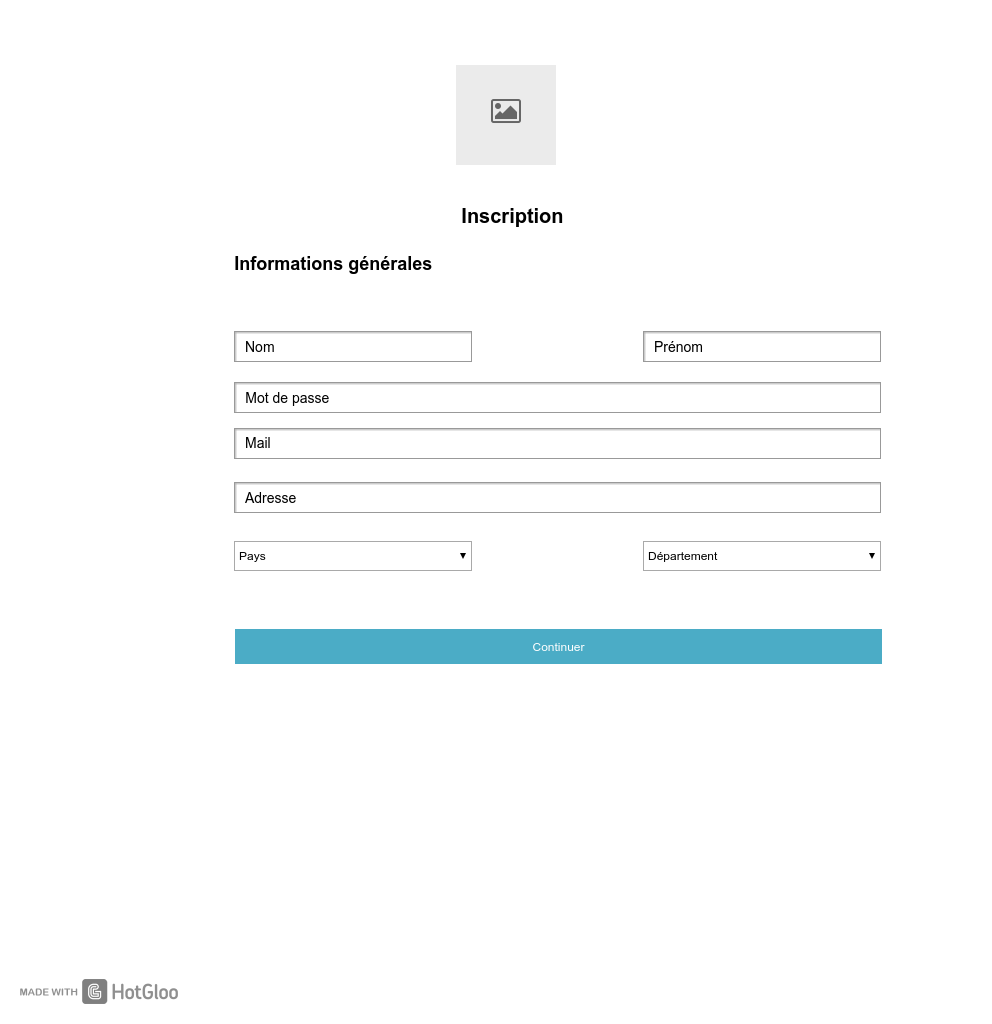 Inscription
Informations générales
Nom
Prénom
Mot de passe
Mail
Adresse
Pays
Département
Continuer
MADE WITH HotGloo